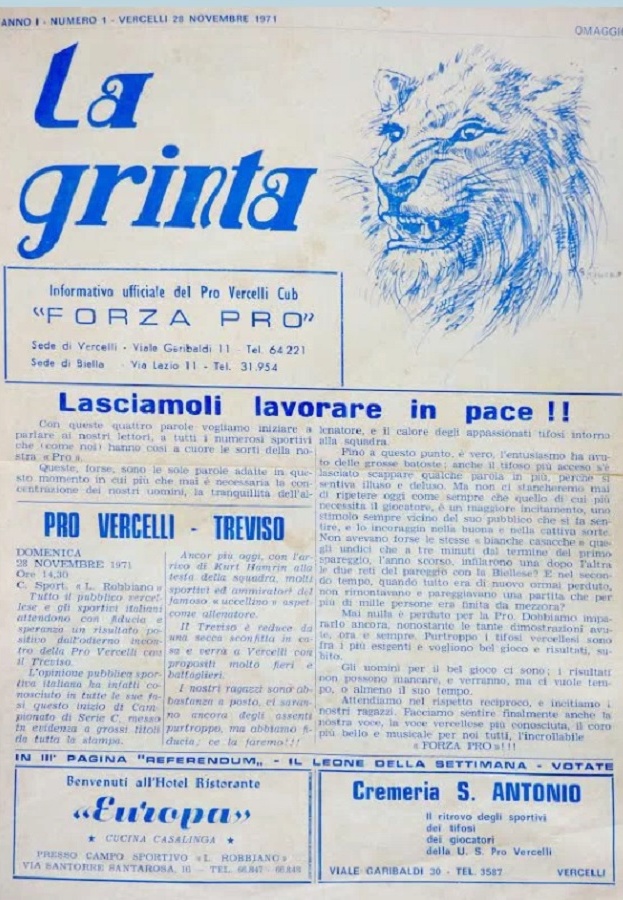 ANNO I - NUMERO 1 - VERCELLI 28 NOVEMBRE 1971
OMAGGIO
La
grinta
Informativo ufficiale del Pro Vercelli Cub
“FORZA PRO”
Sede di Vercelli - Viale Garibaldi 11 - Tel. 64.221
Sede di Biella - Via Lazio 11 - Tel. 31.954
Lasciamoli lavorare in pace !!
Con queste quattro parole vogliamo iniziare a
parlare ai nostri lettori, a tutti i numerosi sportivi
che (come noi) hanno così a cuore le sorti della no-
stra «Pro».
Queste, forse, sono le sole parole adatte in que-
sto momento in cui più che mai è necessaria la con-
centrazione dei nostri uomini, la tranquillità dell'al-
lenatore, e il calore degli appassionati tifosi intorno
alla squadra.
Fino a questo punto, è vero, l'entusiasmo ha avu-
to delle grosse batoste; anche il tifoso più acceso s'è
lasciato scappare qualche parola in più, perché si
sentiva illuso e deluso. Ma non ci stancheremo mai
di ripetere oggi come sempre che quello di cui più
necessita il giocatore, è un maggiore incitamento, uno
stimolo sempre vicino del suo pubblico che si fa sen-
tire, e lo incoraggia nella buona e nella cattiva sorte.
Non avevano forse le stesse «bianche casacche» que-
gli undici che a tre minuti dal termine del primo
spareggio, l'anno scorso, infilarono una dopo l'altra
le due reti del pareggio con la Biellese? E nel secon-
do tempo, quando tutto era di nuovo ormai perduto,
non rimontavano e pareggiavano una partita che per
più di mille persone era finita da mezzora?
Mai nulla è perduto per la Pro. Dobbiamo impa-
rarlo ancora, nonostante le tante dimostrazioni avu-
te, ora e sempre. Purtroppo i tifosi vercellesi sono
fra i più esigenti e vogliono bel gioco e risultati, su-
bito.
Gli uomini per il bel gioco ci sono; i risultati
non possono mancare, e verranno, ma ci vuole tem-
po, o almeno il suo tempo.
Attendiamo nel rispetto reciproco, e incitiamo i
nostri ragazzi. Facciamo sentire finalmente anche la
nostra voce, la voce vercellese più conosciuta, il coro
più bello e musicale per noi tutti, l'incrollabile
«FORZA PRO»!!!
PRO VERCELLI - TREVISO
DOMENICA
28 NOVEMBRE 1971
Ore 14,30
C. Sport. «L. Robbiano»
Tutto il pubblico vercel-
lese e gli sportivi italiani
attendono con fiducia e
speranza un risultato po-
sitivo dall'odierno incon-
tro della Pro Vercelli con
il Treviso.
L'opinione pubblica spor-
tiva italiana ha infatti co-
nosciuto in tutte le sue fa-
si questo inizio di Cam-
pionato di Serie C, messo
in evidenza a grossi titoli
da tutta la stampa.
Ancor più oggi, con l'ar-
rivo di Kurt Hamrin alla
testa della squadra, molti
sportivi ed ammiratori del
famoso «uccellino» aspet-
come allenatore.
Il Treviso è reduce da
una secca sconfitta in ca-
sa e verrà a Vercelli con
propositi molto fieri e
battaglieri.
I nostri ragazzi sono ab-
bastanza a posto, ci saran-
no ancora degli assenti
purtroppo, ma abbiamo fi-
ducia; ce la faremo!!!
IN III° PAGINA "REFERENDUM„ - IL LEONE DELLA SETTIMANA - VOTATE
Benvenuti all'Hotel Ristorante
«Europa»
★ CUCINA CASALINGA ★
PRESSO CAMPO SPORTIVO «L. ROBBIANO»
VIA SANTORRE SANTAROSA, 16 - TEL. 66.847 - 66.848
Cremeria S. ANTONIO
Il ritrovo degli sportivi
dei tifosi
dei giocatori
della U. S. Pro Vercelli
VIALE GARIBALDI 30 - TEL. 3587 VERCELLI